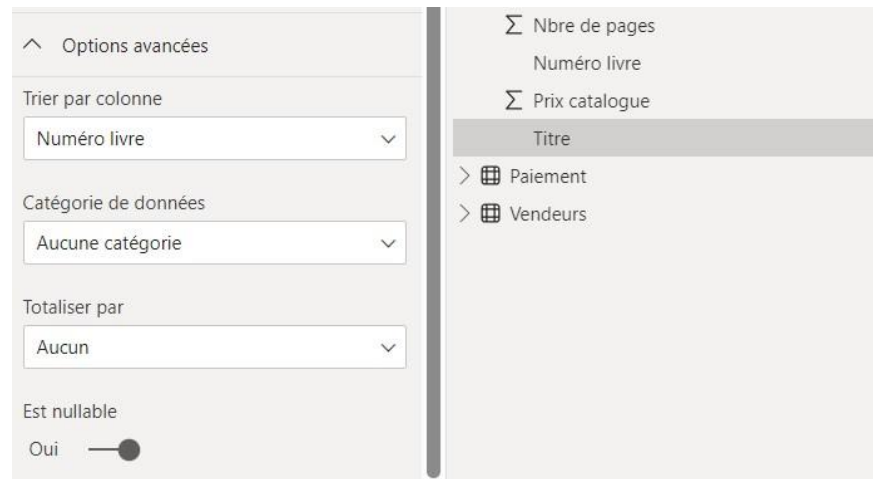 Options avancées
Trier par colonne
Numéro livre
Catégorie de données
Aucune catégorie
Totaliser par
Aucun
Est nullable
Oui
∑ Nbre de pages
Numéro livre
∑ Prix catalogue
Titre
Paiement
Vendeurs